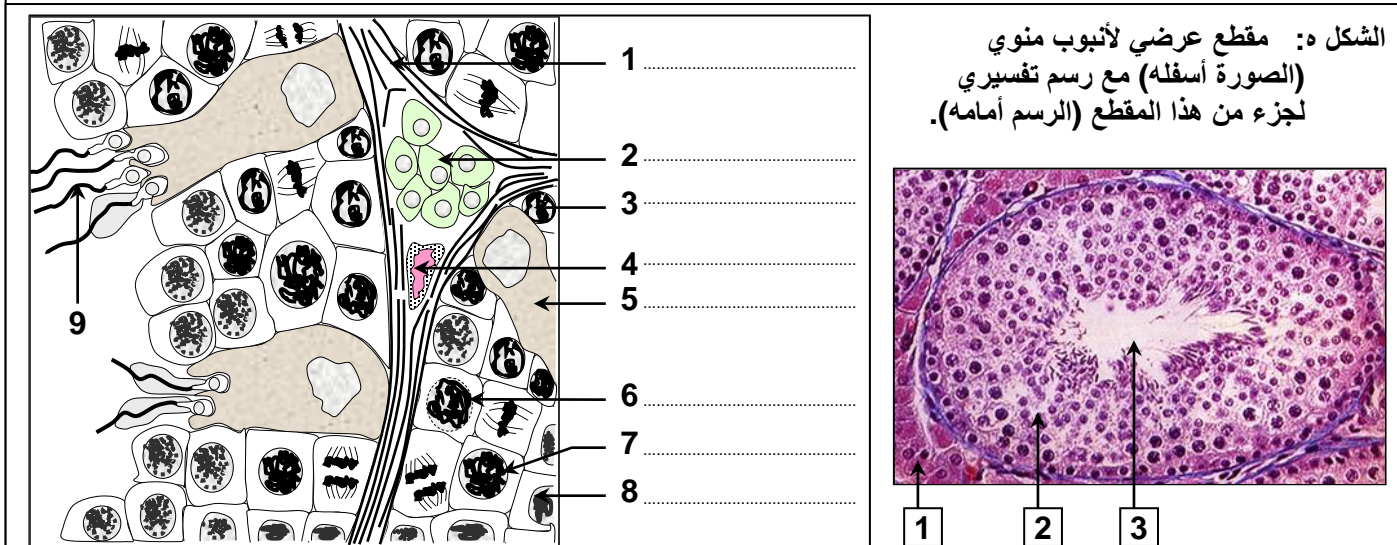 الشكل ٥: مقطع عرضي لأنبوب منوي
(الصورة أسفله) مع رسم تفسيري
لجزء من هذا المقطع (الرسم أمامه).
1 ........................
2 ........................
3 ........................
4 ........................
5 ........................
6 ........................
7 ........................
8 ........................
9
1 2 3